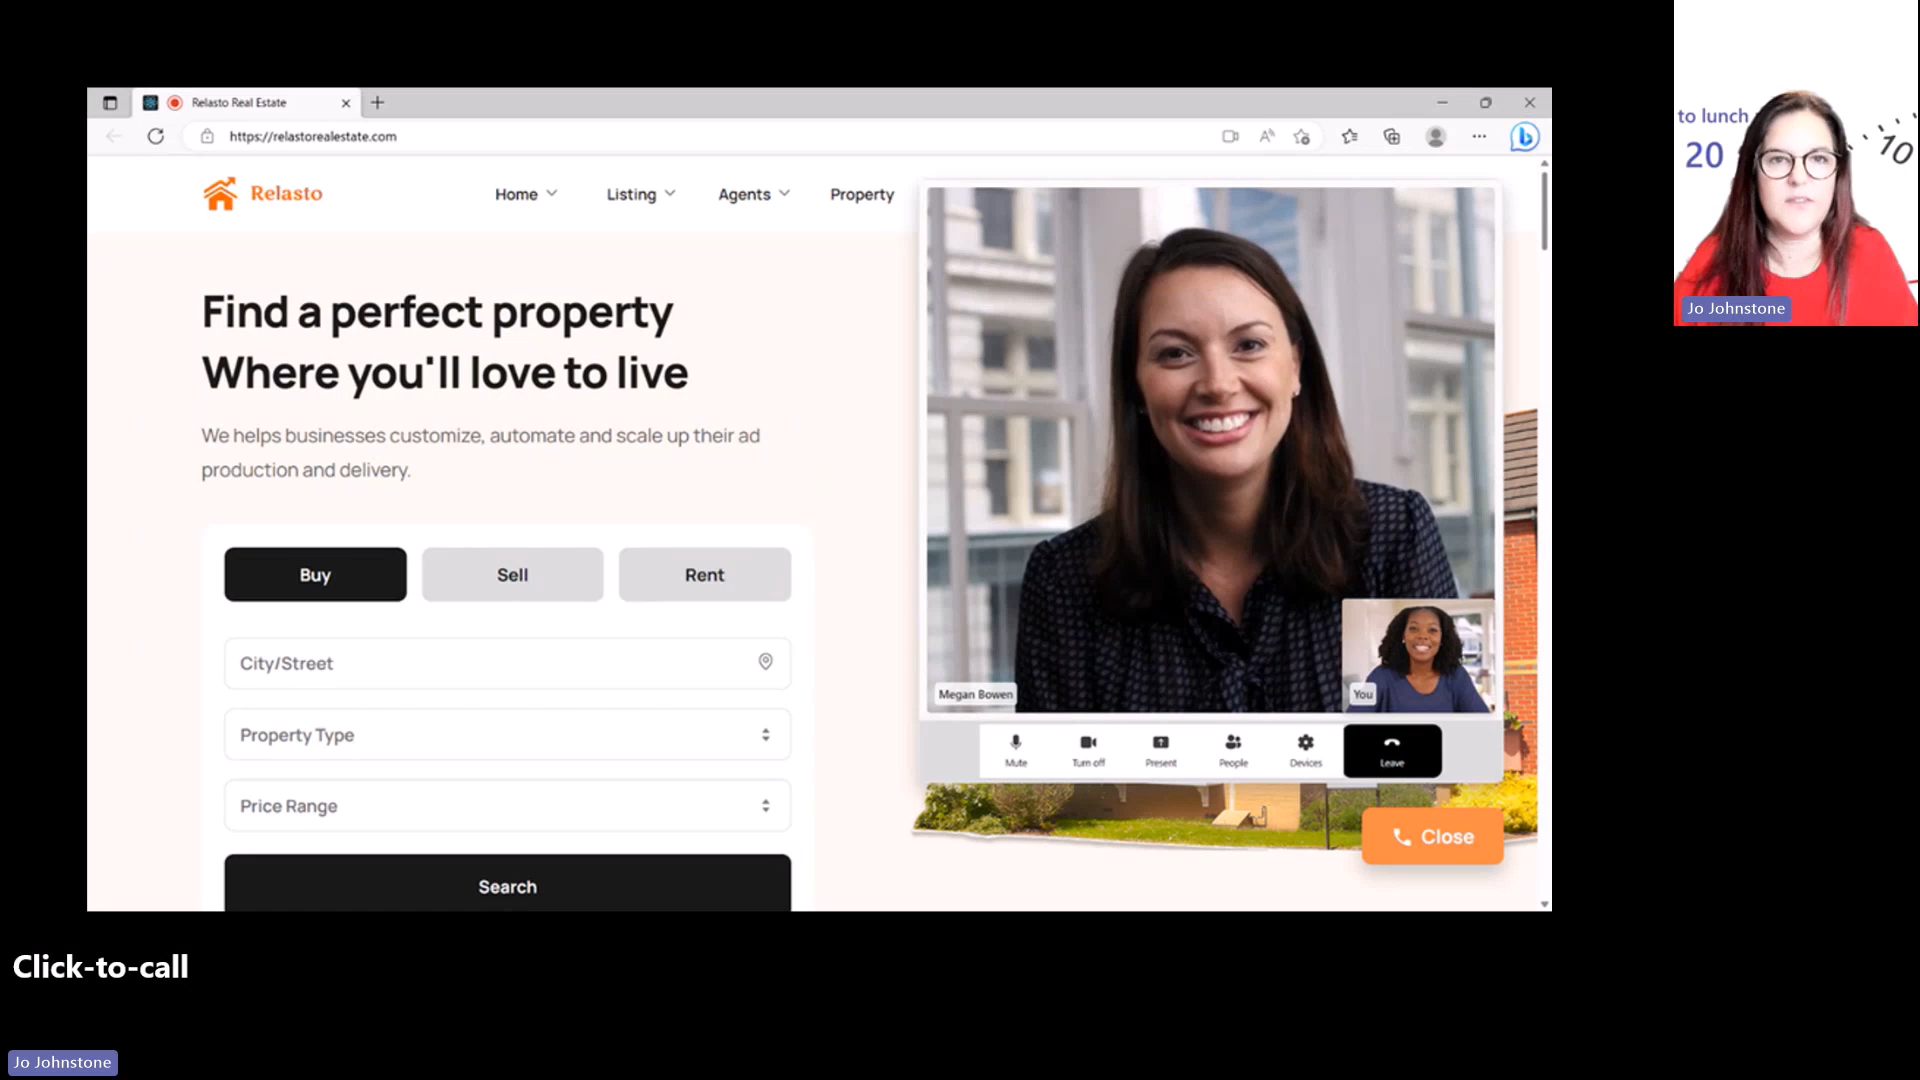 Relasto Real Estate
https://relastorealestate.com
Relasto
Home
Listing
Agents
Property
Find a perfect property
Where you'll love to live
We helps businesses customize, automate and scale up their ad
production and delivery.
Buy
Sell
Rent
City/Street
Property Type
Price Range
Search
Megan Bowen
You
Mute
Turn off
Present
People
Devices
Leave
Close
to lunch
20
10
Jo Johnstone
Click-to-call
Jo Johnstone